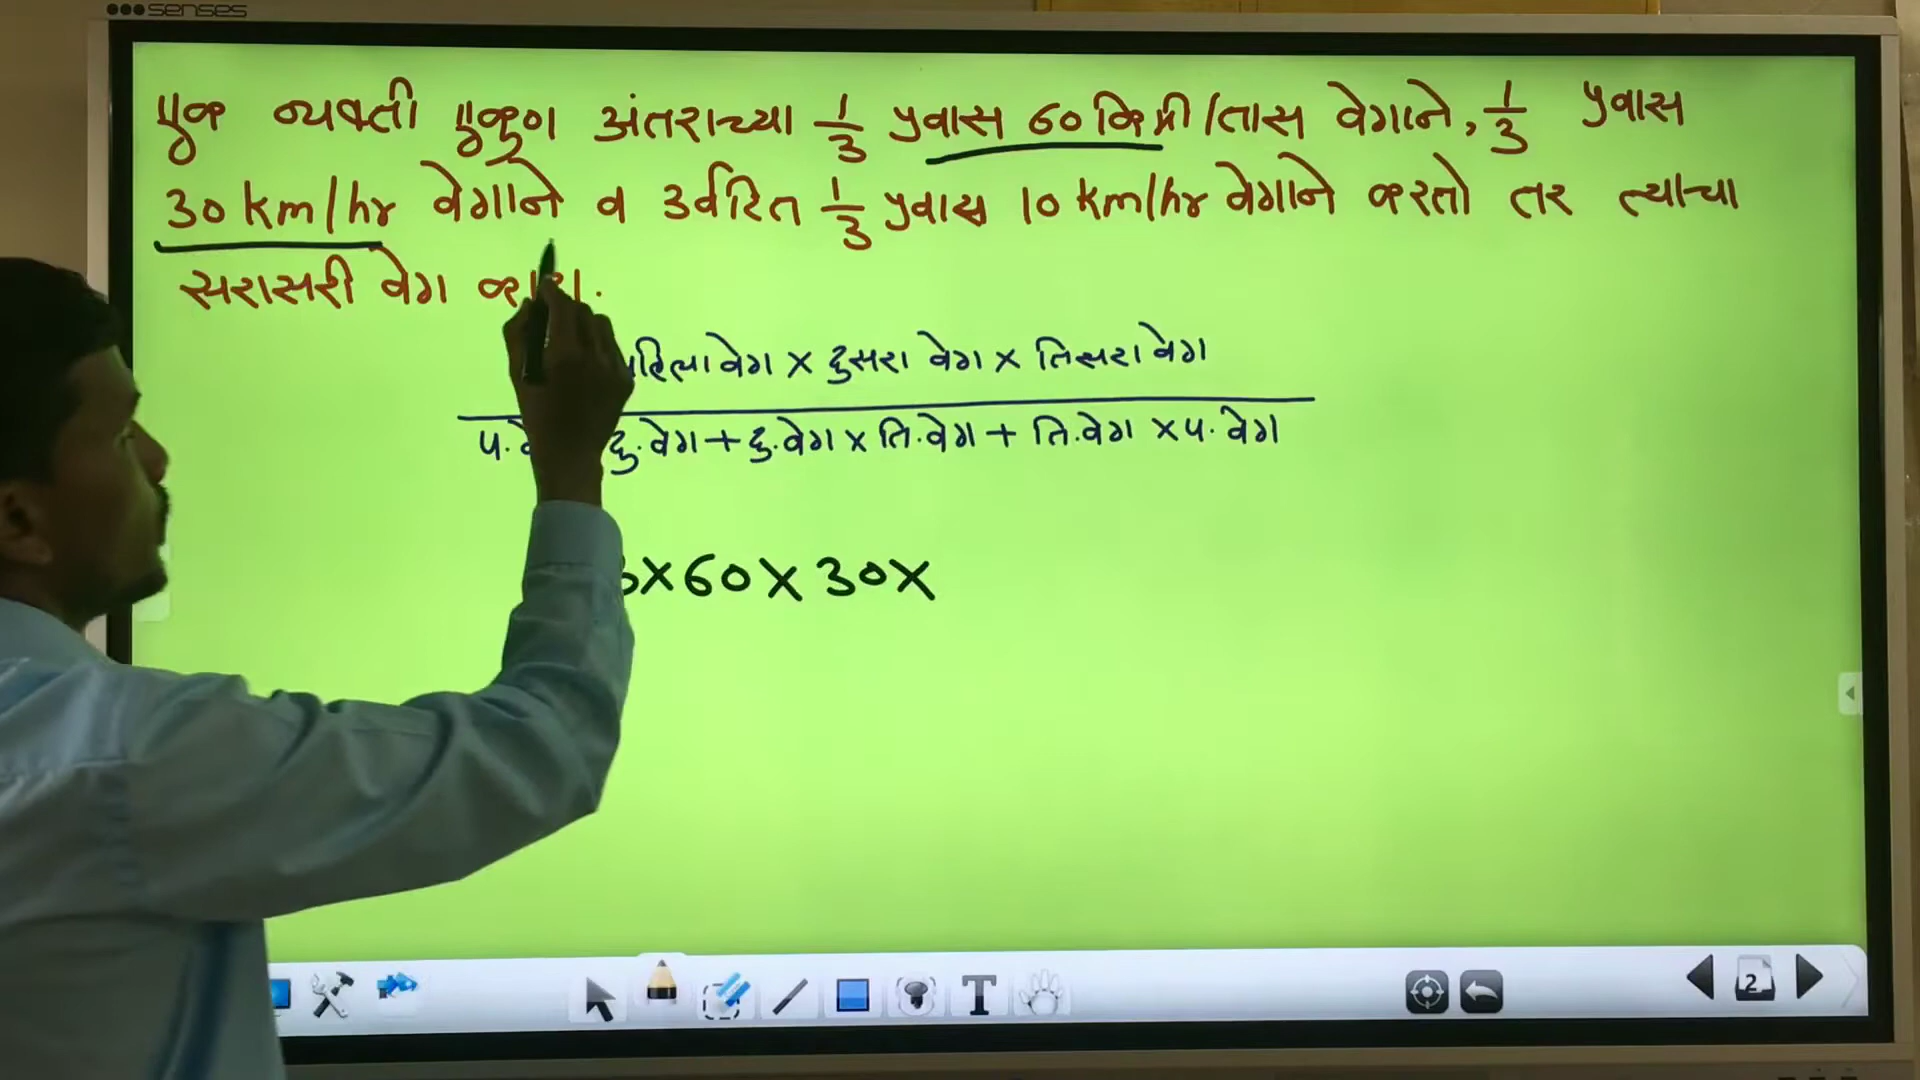 senses
एक व्यक्ती एकुण अंतराच्या 1/3 प्रवास 60 कि मी/तास वेगाने, 1/3 प्रवास
30 km/hr वेगाने व उर्वरित 1/3 प्रवास 10 km/hr वेगाने करतो तर त्याचा
सरासरी वेग
पहिला वेग × दुसरा वेग × तिसरा वेग
प. दु. वेग + दु. वेग × ति. वेग + ति. वेग × प. वेग
3 × 60 × 30 ×
T
2